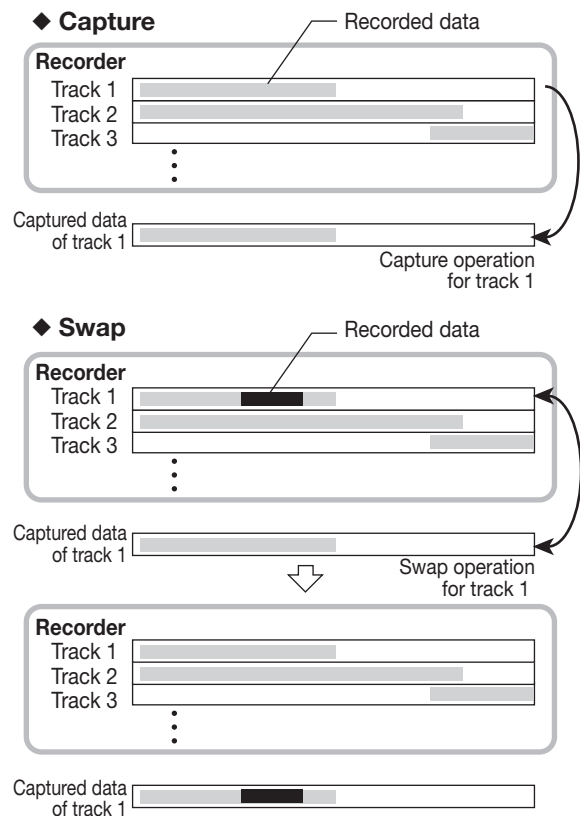 ◆ Capture
Recorded data
Recorder
Track 1
Track 2
Track 3
Captured data
of track 1
Capture operation
for track 1
◆ Swap
Recorded data
Recorder
Track 1
Track 2
Track 3
Captured data
of track 1
Swap operation
for track 1
Recorder
Track 1
Track 2
Track 3
Captured data
of track 1